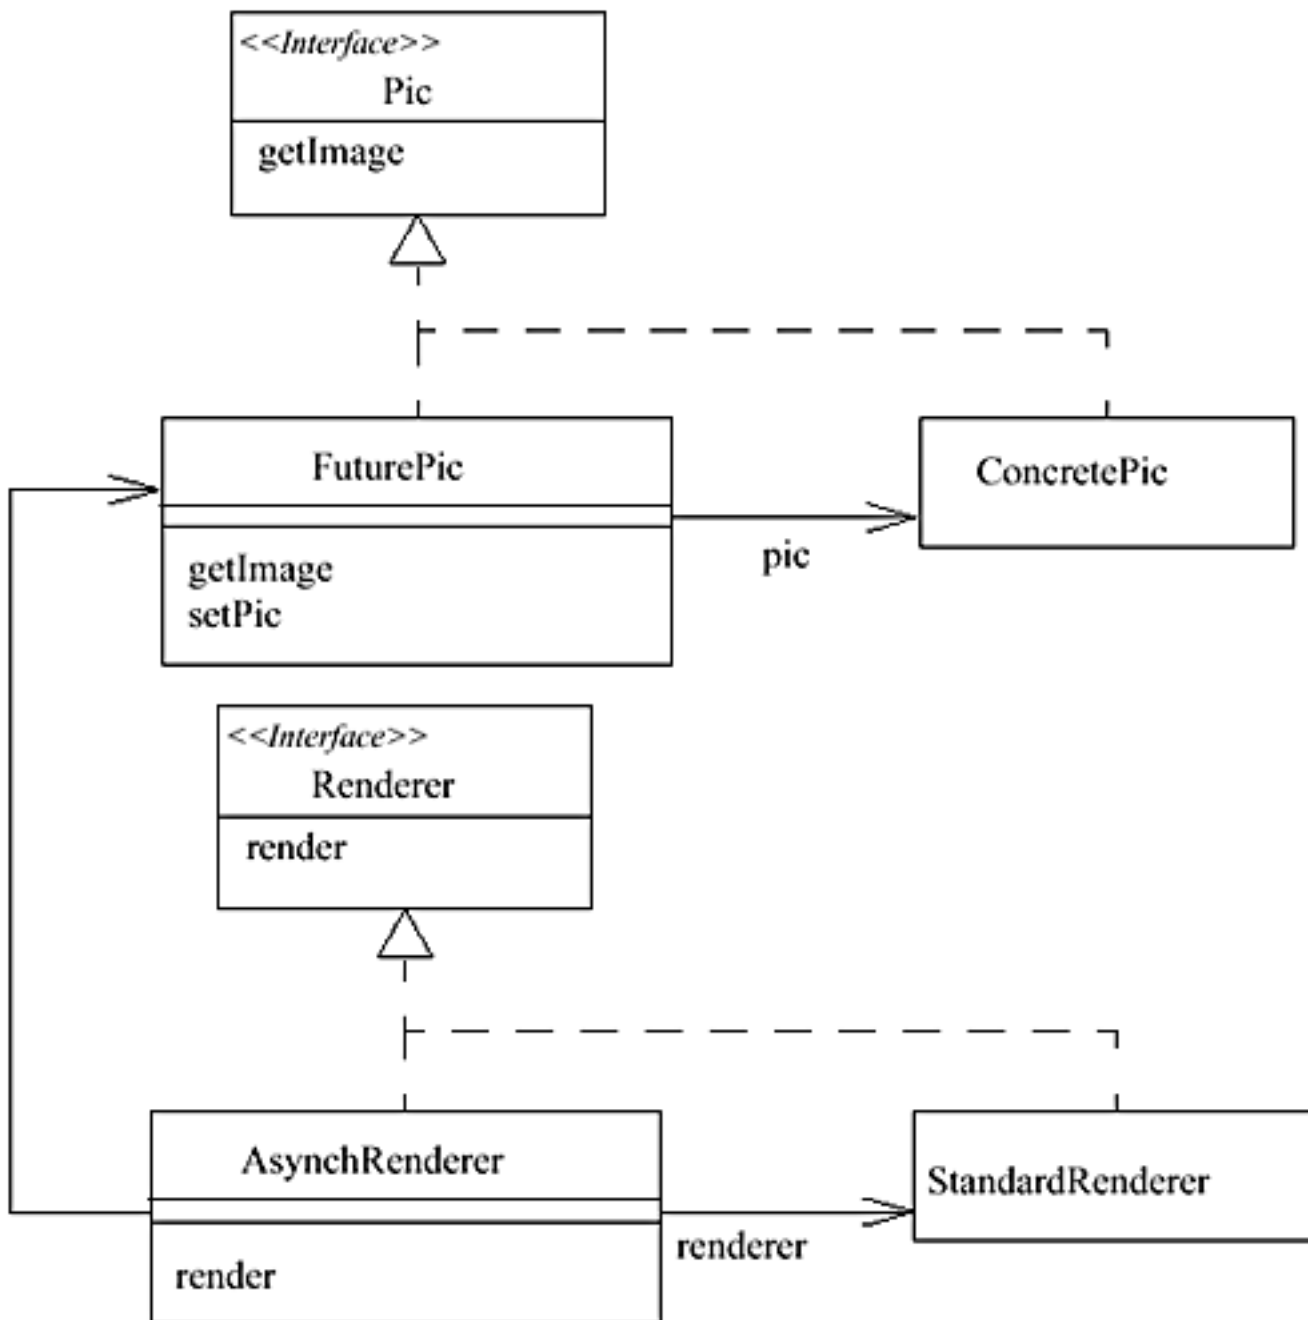 <<Interface>>
Pic
getImage
FuturePic
ConcretePic
pic
getImage
setPic
<<Interface>>
Renderer
render
AsynchRenderer
StandardRenderer
renderer
render